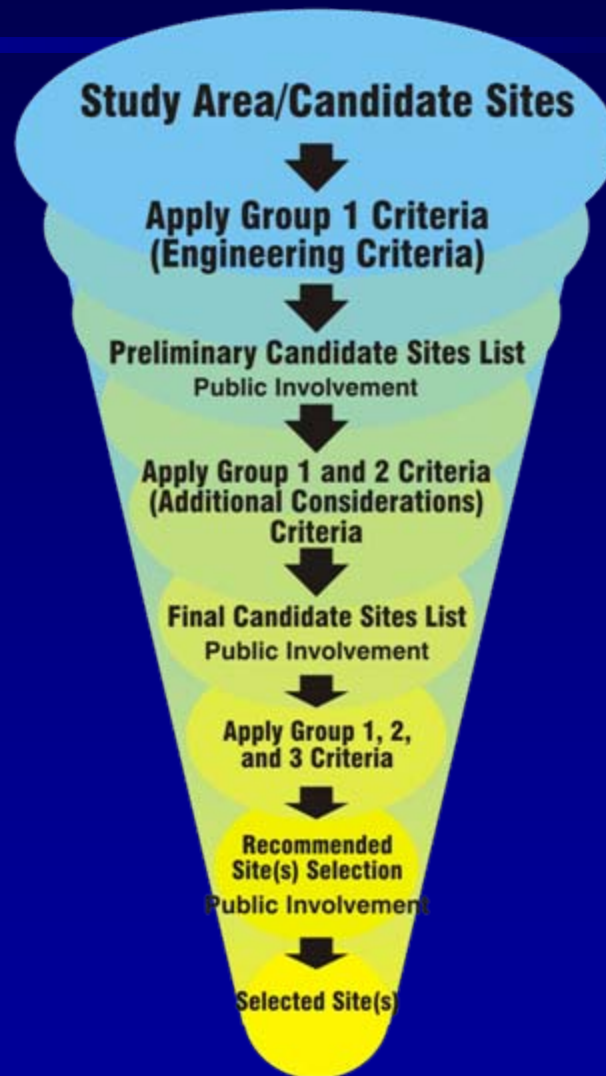 Study Area/Candidate Sites
Apply Group 1 Criteria
(Engineering Criteria)
Preliminary Candidate Sites List
Public Involvement
Apply Group 1 and 2 Criteria
(Additional Considerations)
Criteria
Final Candidate Sites List
Public Involvement
Apply Group 1, 2,
and 3 Criteria
Recommended
Site(s) Selection
Public Involvement
Selected Site(s)